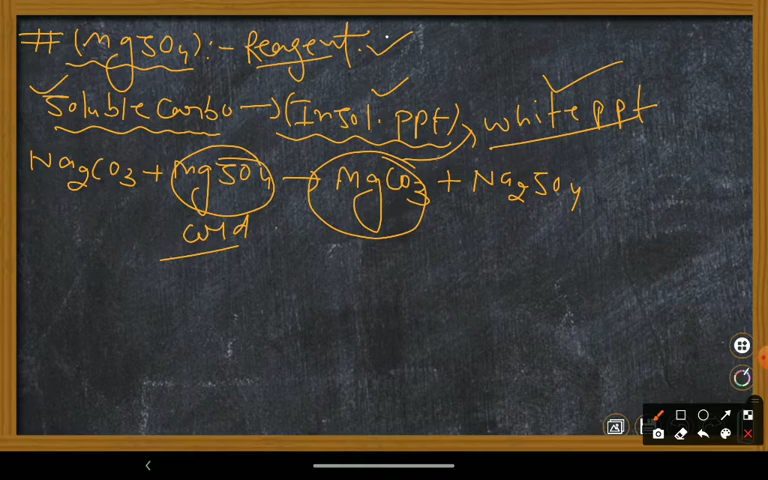 # (MgSO4):- Reagent.
Soluble Carbo → (Insol. ppt), white ppt
Na2CO3 + MgSO4 → MgCO3 + Na2SO4
cold